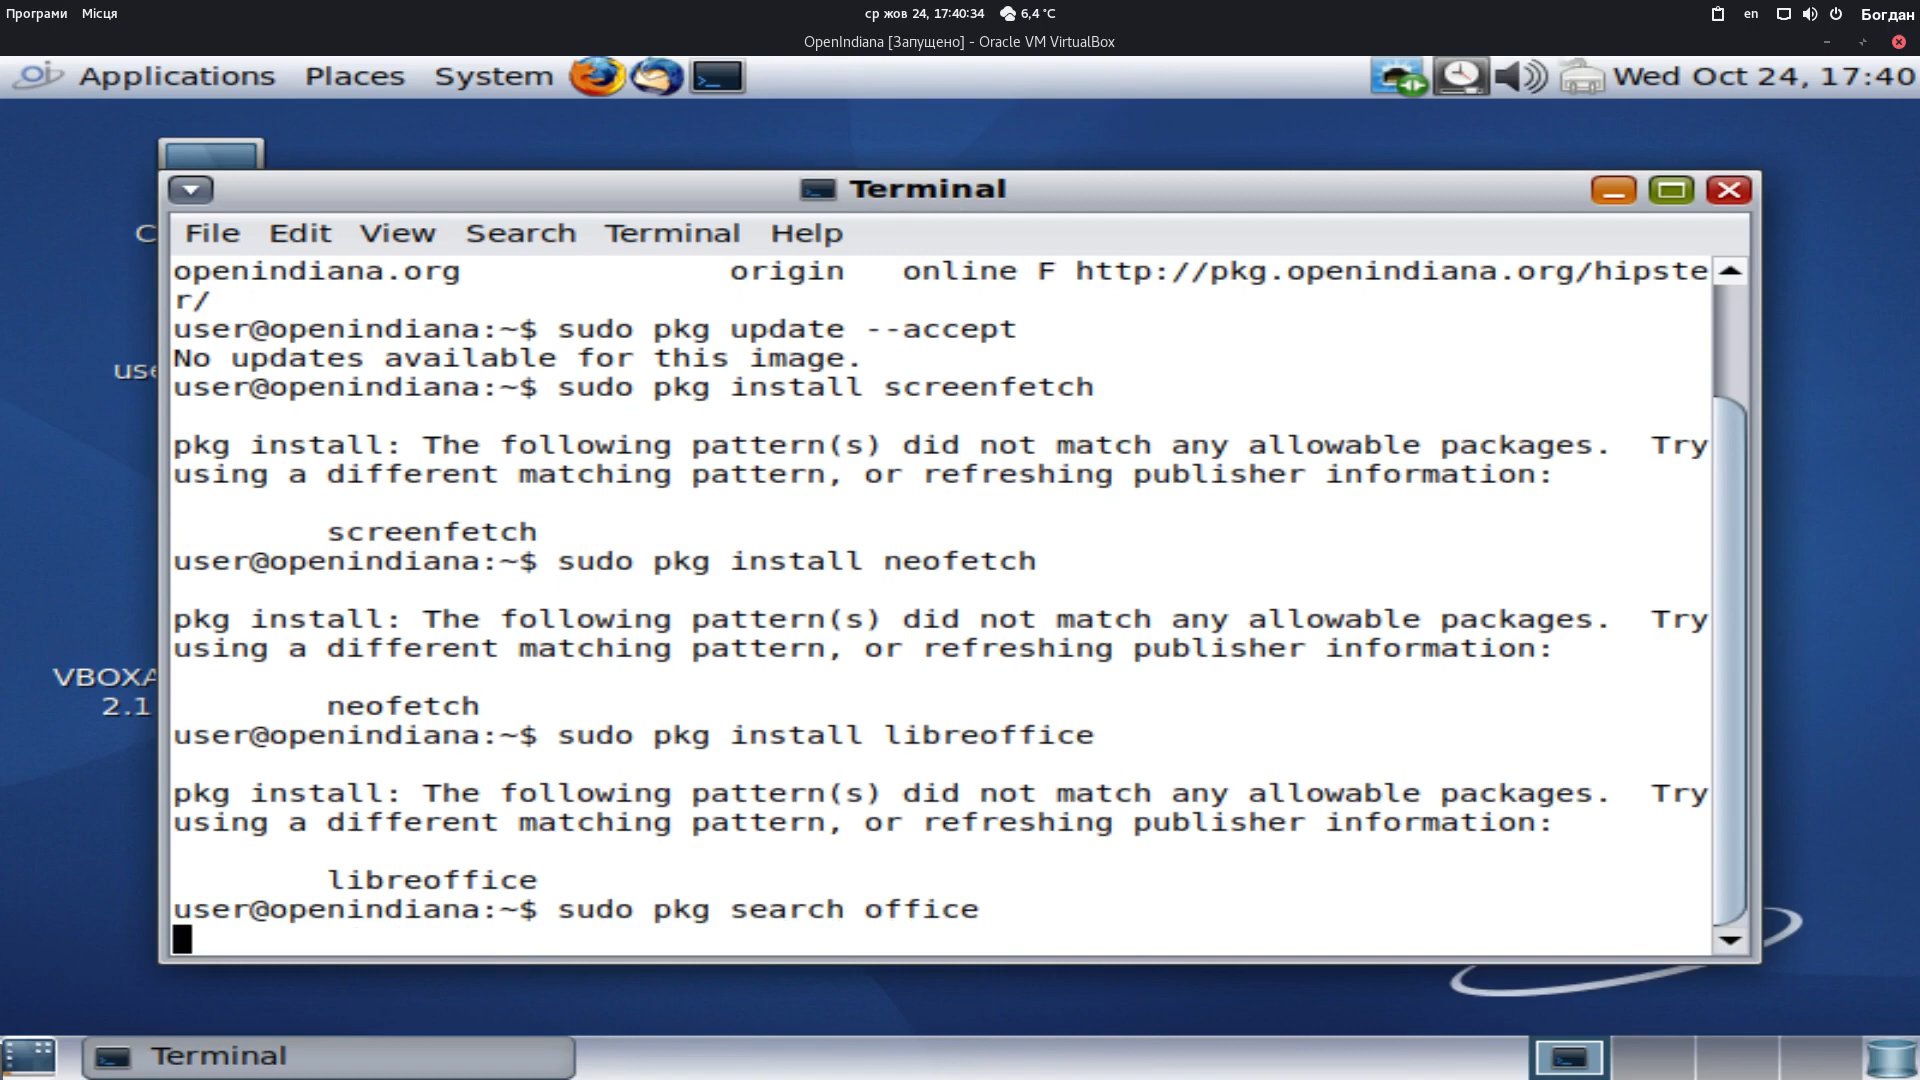 Програми Місця ср жов 24, 17:40:34 6,4 °C en Богдан
OpenIndiana [Запущено] - Oracle VM VirtualBox
Applications Places System Wed Oct 24, 17:40
Terminal
File Edit View Search Terminal Help
openindiana.org origin online F http://pkg.openindiana.org/hipste
r/
user@openindiana:~$ sudo pkg update --accept
No updates available for this image.
user@openindiana:~$ sudo pkg install screenfetch
pkg install: The following pattern(s) did not match any allowable packages. Try
using a different matching pattern, or refreshing publisher information:
screenfetch
user@openindiana:~$ sudo pkg install neofetch
pkg install: The following pattern(s) did not match any allowable packages. Try
using a different matching pattern, or refreshing publisher information:
neofetch
user@openindiana:~$ sudo pkg install libreoffice
pkg install: The following pattern(s) did not match any allowable packages. Try
using a different matching pattern, or refreshing publisher information:
libreoffice
user@openindiana:~$ sudo pkg search office
VBOXA
2.1
Terminal